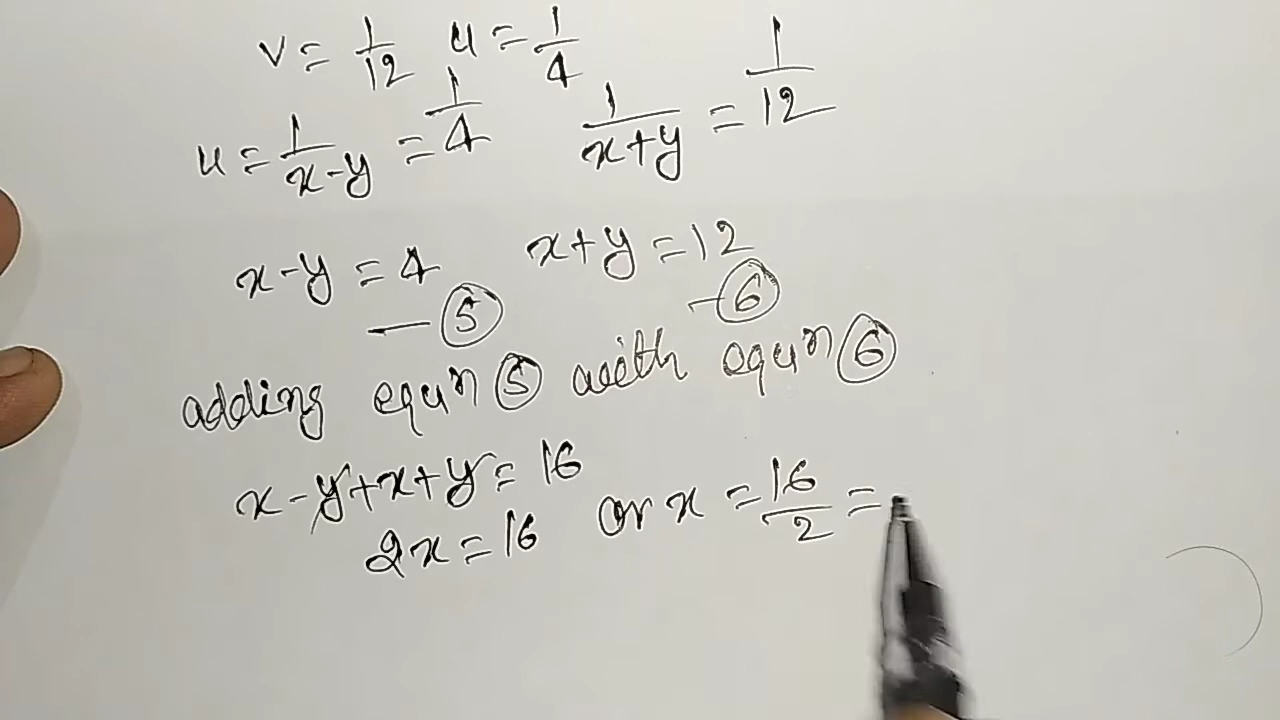 v = 1/12 u = 1/4
u = 1/x-y = 1/4 1/x+y = 1/12
x-y = 4 x+y = 12
— 5 - 6
adding equn 5 with equn 6
x-y+x+y = 16
2x = 16 or x = 16/2 =